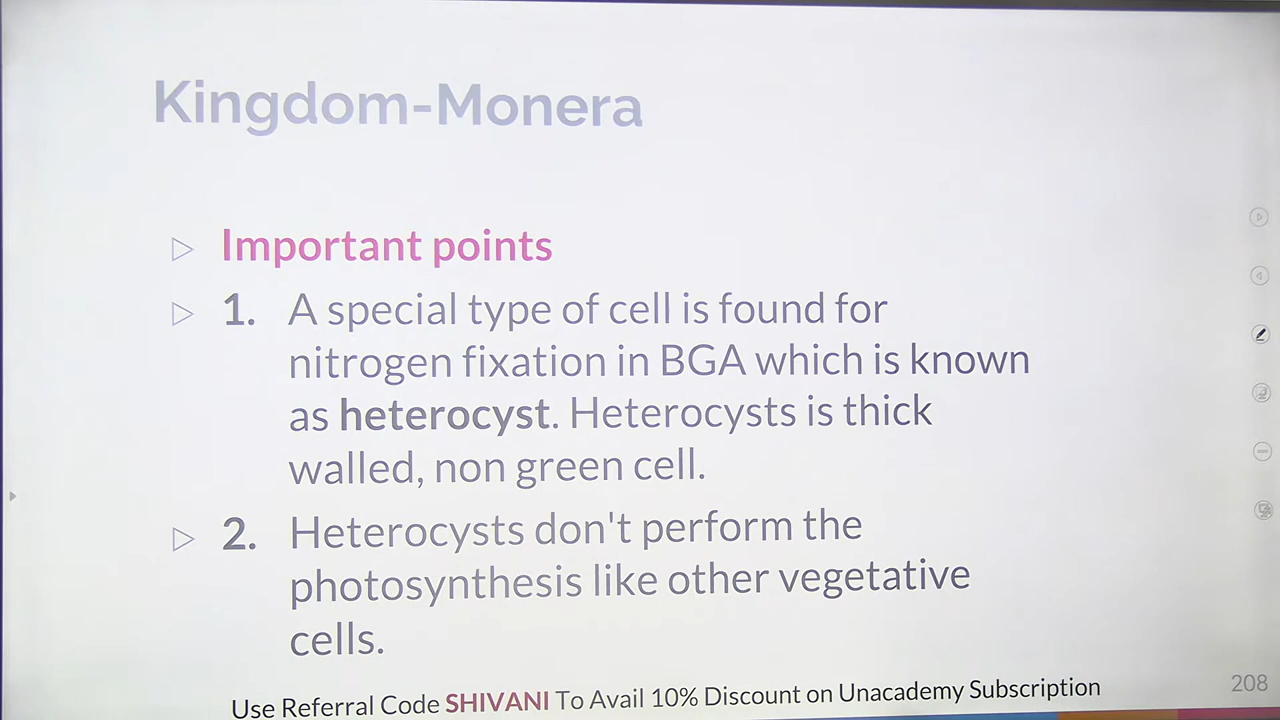 Kingdom-Monera
Important points
1. A special type of cell is found for
nitrogen fixation in BGA which is known
as heterocyst. Heterocysts is thick
walled, non green cell.
2. Heterocysts don't perform the
photosynthesis like other vegetative
cells.
Use Referral Code SHIVANI To Avail 10% Discount on Unacademy Subscription
208